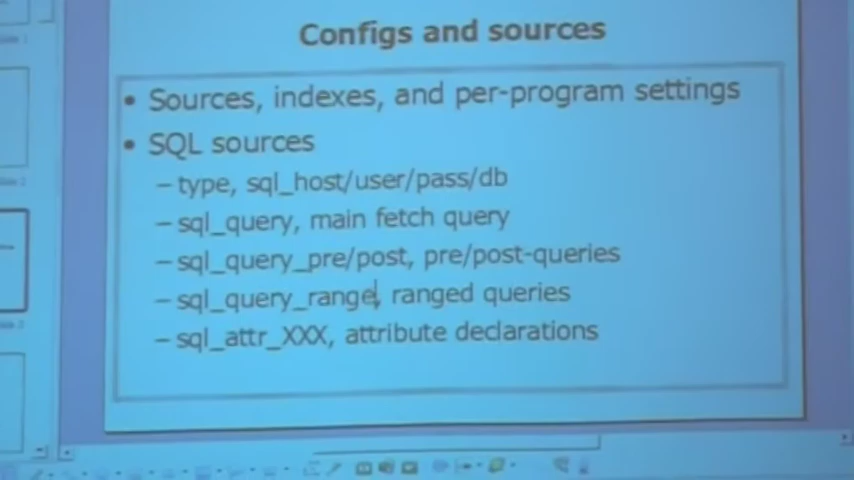 Configs and sources
• Sources, indexes, and per-program settings
• SQL sources
– type, sql_host/user/pass/db
– sql_query, main fetch query
– sql_query_pre/post, pre/post-queries
– sql_query_range, ranged queries
– sql_attr_XXX, attribute declarations